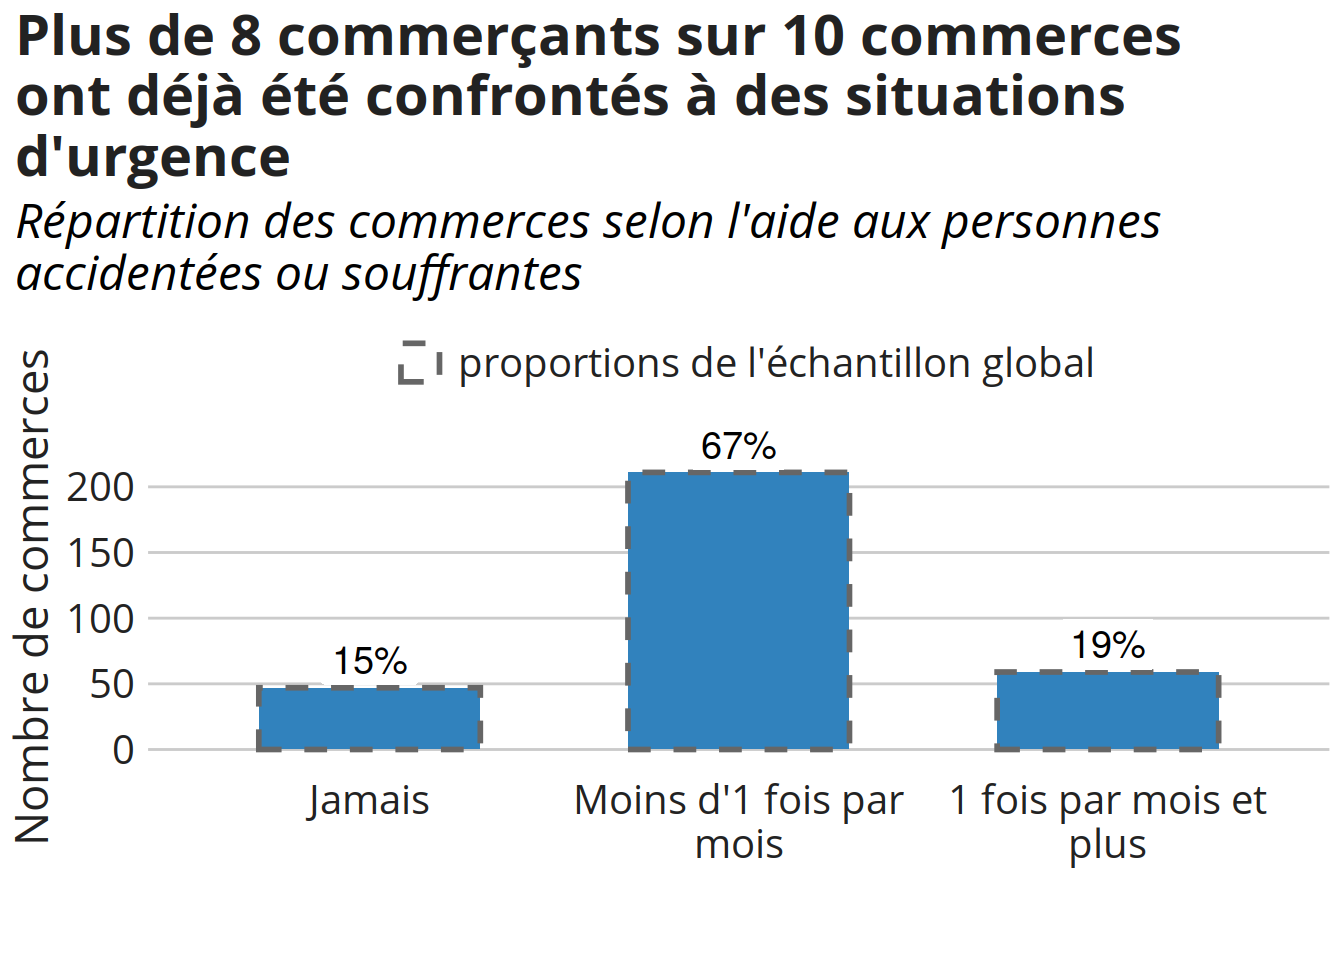 Plus de 8 commerçants sur 10 commerces
ont déjà été confrontés à des situations
d'urgence
Répartition des commerces selon l'aide aux personnes
accidentées ou souffrantes
proportions de l'échantillon global
Nombre de commerces
67%
200
150
100
19%
15%
50
0
Jamais
Moins d'1 fois par
mois
1 fois par mois et
plus